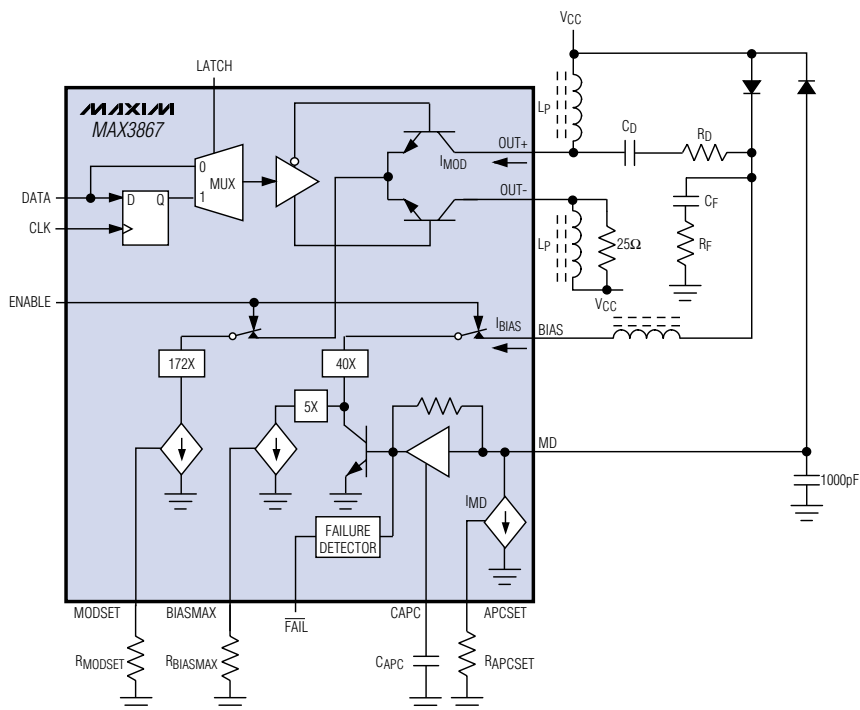 VCC
LATCH
MAXIM
MAX3867
LP
CD
RD
OUT+
IMOD
0
MUX
1
DATA
D
Q
OUT-
CF
CLK
LP
25Ω
RF
VCC
ENABLE
IBIAS
BIAS
172X
40X
5X
MD
1000pF
IMD
FAILURE
DETECTOR
MODSET
BIASMAX
FAIL
CAPC
APCSET
RMODSET
RBIASMAX
CAPC
RAPCSET